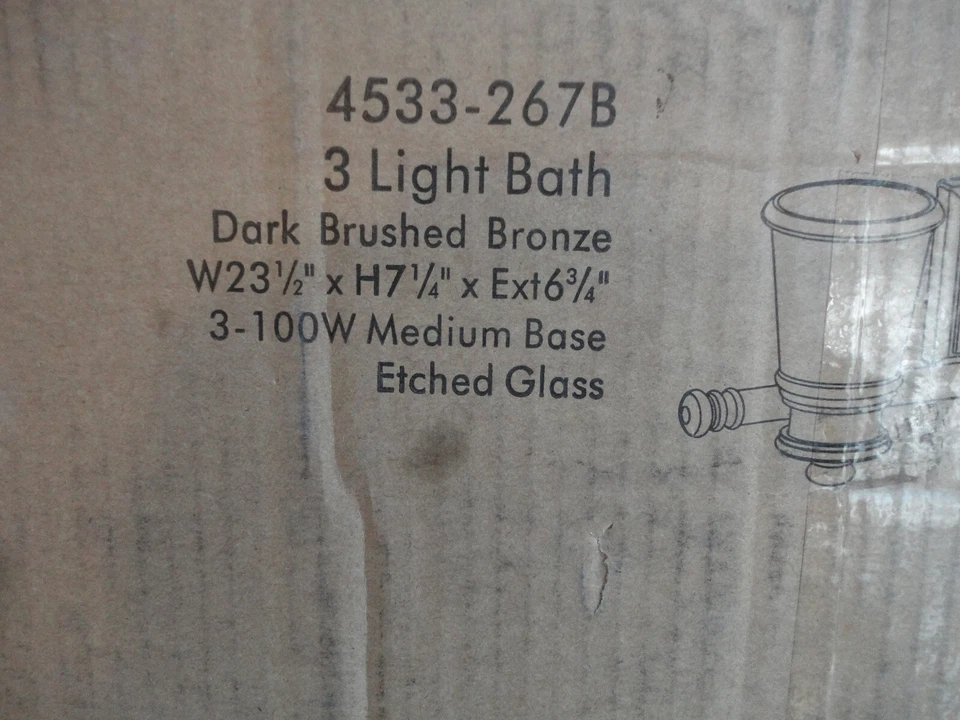 4533-267B
3 Light Bath
Dark Brushed Bronze
W23½" x H7¼" x Ext6¾"
3-100W Medium Base
Etched Glass